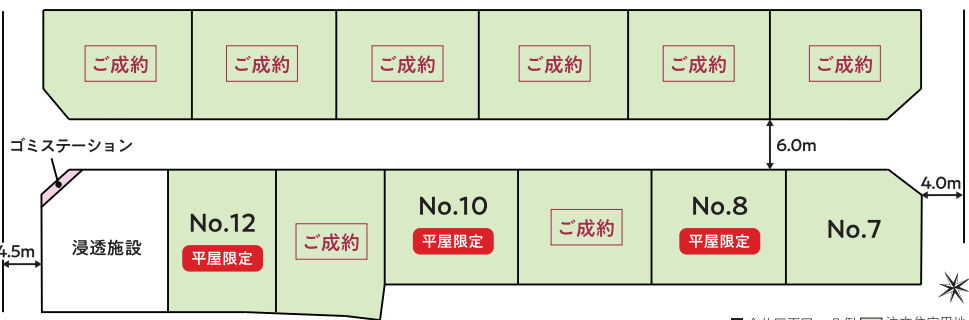 ご成約
ご成約
ご成約
ご成約
ご成約
ご成約
ゴミステーション
6.0m
4.0m
No.12
平屋限定
ご成約
No.10
平屋限定
ご成約
No.8
平屋限定
No.7
浸透施設
4.5m